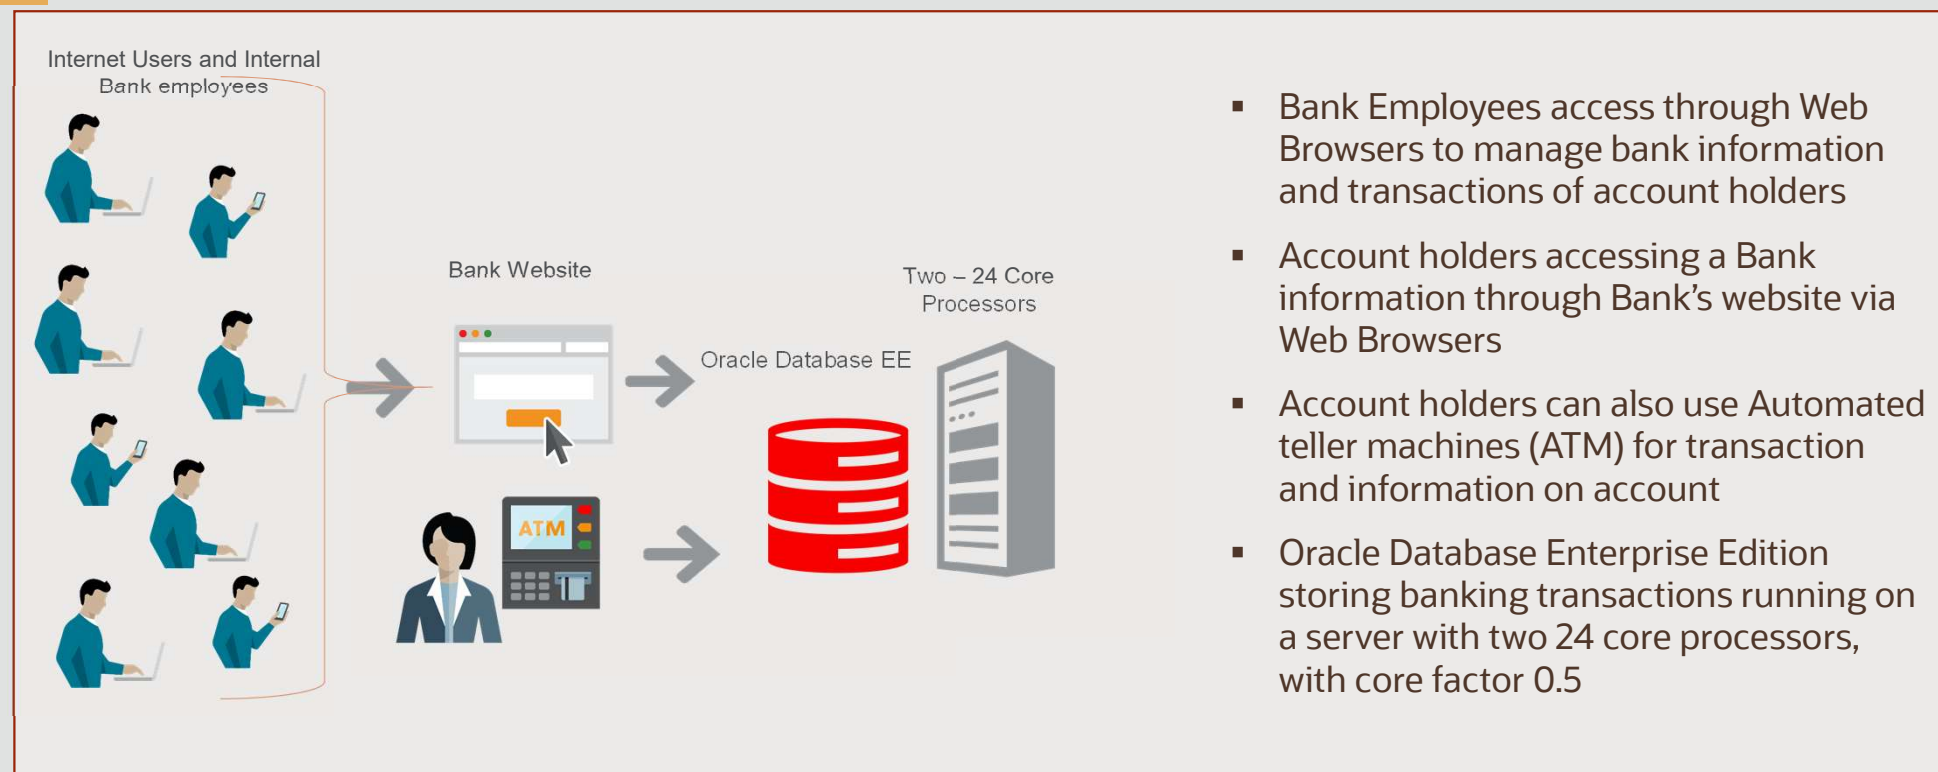 Internet Users and Internal
Bank employees
Bank Website
Two – 24 Core
Processors
Oracle Database EE
ATM
▪ Bank Employees access through Web
Browsers to manage bank information
and transactions of account holders
▪ Account holders accessing a Bank
information through Bank’s website via
Web Browsers
▪ Account holders can also use Automated
teller machines (ATM) for transaction
and information on account
▪ Oracle Database Enterprise Edition
storing banking transactions running on
a server with two 24 core processors,
with core factor 0.5